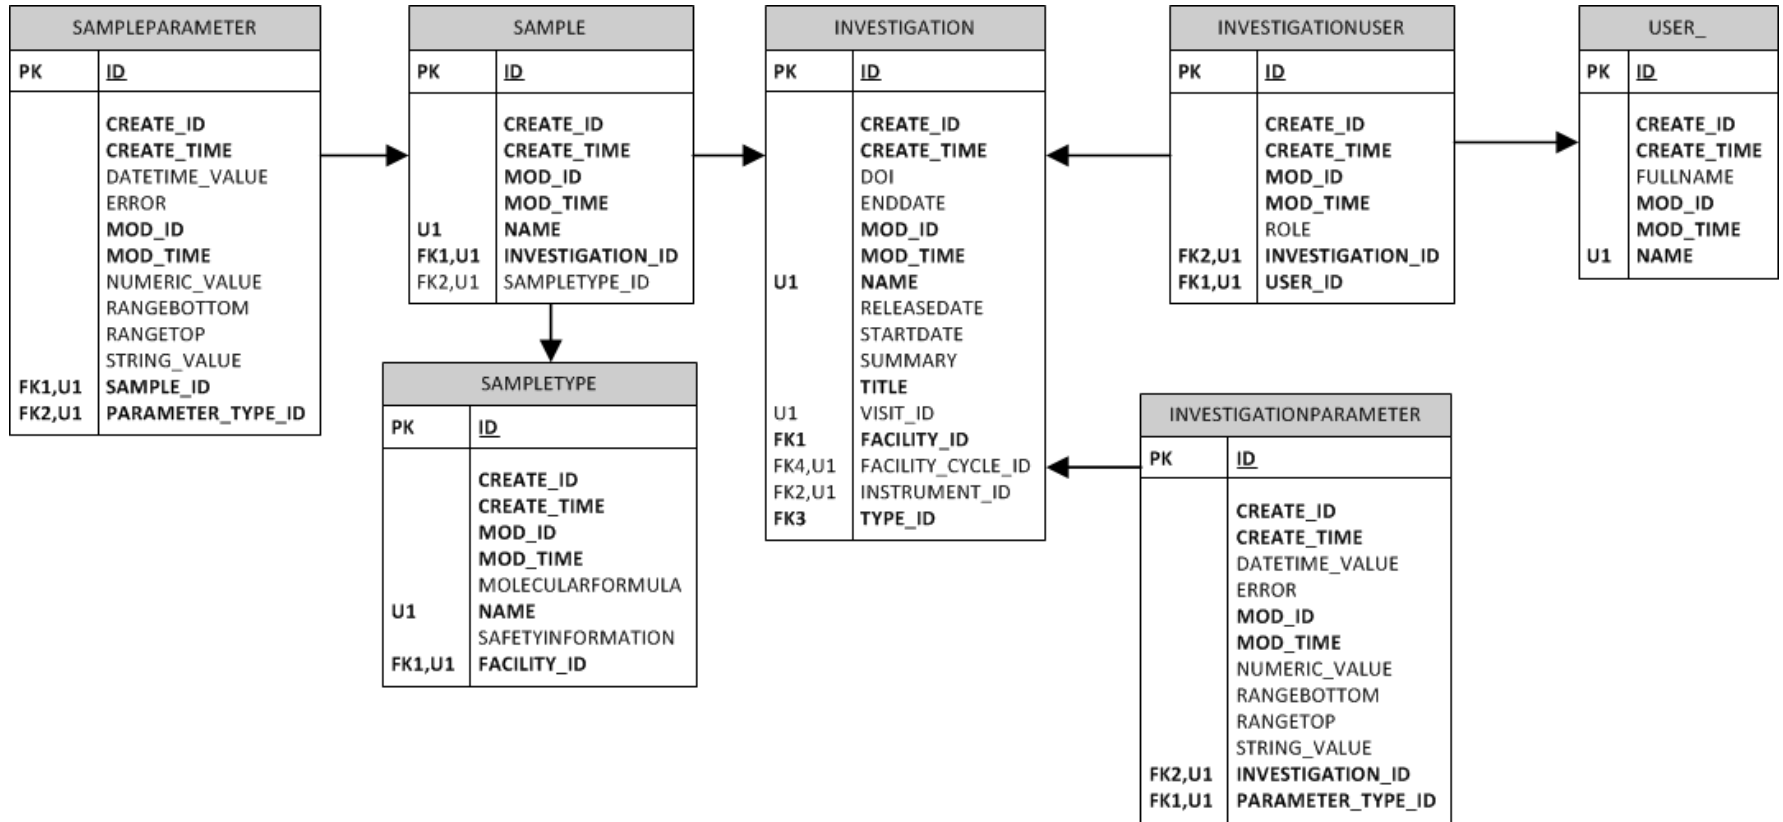 SAMPLEPARAMETER
PK ID
CREATE_ID
CREATE_TIME
DATETIME_VALUE
ERROR
MOD_ID
MOD_TIME
NUMERIC_VALUE
RANGEBOTTOM
RANGETOP
STRING_VALUE
FK1,U1 SAMPLE_ID
FK2,U1 PARAMETER_TYPE_ID
SAMPLE
PK ID
CREATE_ID
CREATE_TIME
MOD_ID
MOD_TIME
U1 NAME
FK1,U1 INVESTIGATION_ID
FK2,U1 SAMPLETYPE_ID
SAMPLETYPE
PK ID
CREATE_ID
CREATE_TIME
MOD_ID
MOD_TIME
MOLECULARFORMULA
U1 NAME
SAFETYINFORMATION
FK1,U1 FACILITY_ID
INVESTIGATION
PK ID
CREATE_ID
CREATE_TIME
DOI
ENDDATE
MOD_ID
MOD_TIME
U1 NAME
RELEASEDATE
STARTDATE
SUMMARY
TITLE
U1 VISIT_ID
FK1 FACILITY_ID
FK4,U1 FACILITY_CYCLE_ID
FK2,U1 INSTRUMENT_ID
FK3 TYPE_ID
INVESTIGATIONUSER
PK ID
CREATE_ID
CREATE_TIME
MOD_ID
MOD_TIME
ROLE
FK2,U1 INVESTIGATION_ID
FK1,U1 USER_ID
USER_
PK ID
CREATE_ID
CREATE_TIME
FULLNAME
MOD_ID
MOD_TIME
U1 NAME
INVESTIGATIONPARAMETER
PK ID
CREATE_ID
CREATE_TIME
DATETIME_VALUE
ERROR
MOD_ID
MOD_TIME
NUMERIC_VALUE
RANGEBOTTOM
RANGETOP
STRING_VALUE
FK2,U1 INVESTIGATION_ID
FK1,U1 PARAMETER_TYPE_ID